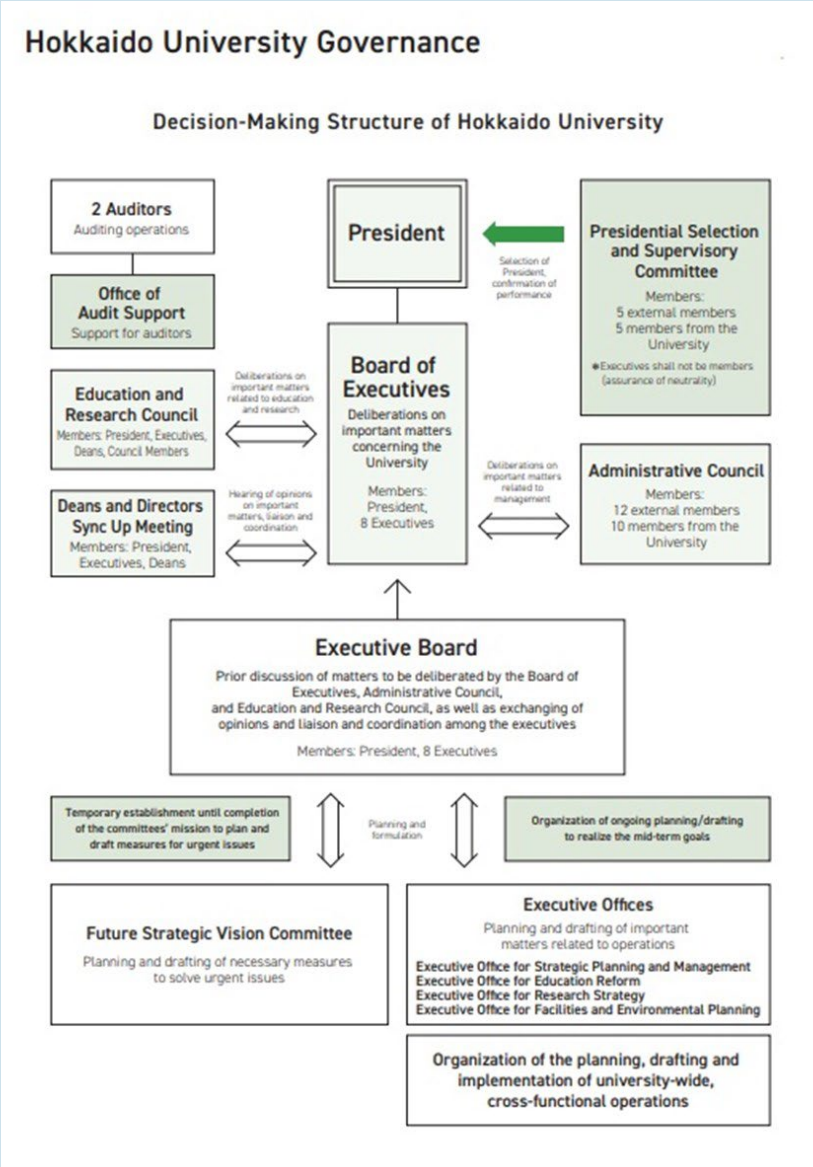 Hokkaido University Governance
Decision-Making Structure of Hokkaido University
2 Auditors
Auditing operations
Office of
Audit Support
Support for auditors
President
Selection of
President,
confirmation of
performance
Presidential Selection
and Supervisory
Committee
Members:
5 external members
5 members from the
University
✱Executives shall not be members
(assurance of neutrality)
Education and
Research Council
Members: President, Executives,
Deans, Council Members
Deliberations on
important matters
related to education
and research
Board of
Executives
Deliberations on
important matters
concerning the
University
Members:
President,
8 Executives
Deliberations on
important matters
related to
management
Administrative Council
Members:
12 external members
10 members from the
University
Deans and Directors
Sync Up Meeting
Members: President,
Executives, Deans
Hearing of opinions
on important
matters, liaison and
coordination
Executive Board
Prior discussion of matters to be deliberated by the Board of
Executives, Administrative Council,
and Education and Research Council, as well as exchanging of
opinions and liaison and coordination among the executives
Members: President, 8 Executives
Temporary establishment until completion
of the committees' mission to plan and
draft measures for urgent issues
Planning and
formulation
Organization of ongoing planning/drafting
to realize the mid-term goals
Future Strategic Vision Committee
Planning and drafting of necessary measures
to solve urgent issues
Executive Offices
Planning and drafting of important
matters related to operations
Executive Office for Strategic Planning and Management
Executive Office for Education Reform
Executive Office for Research Strategy
Executive Office for Facilities and Environmental Planning
Organization of the planning, drafting and
implementation of university-wide,
cross-functional operations